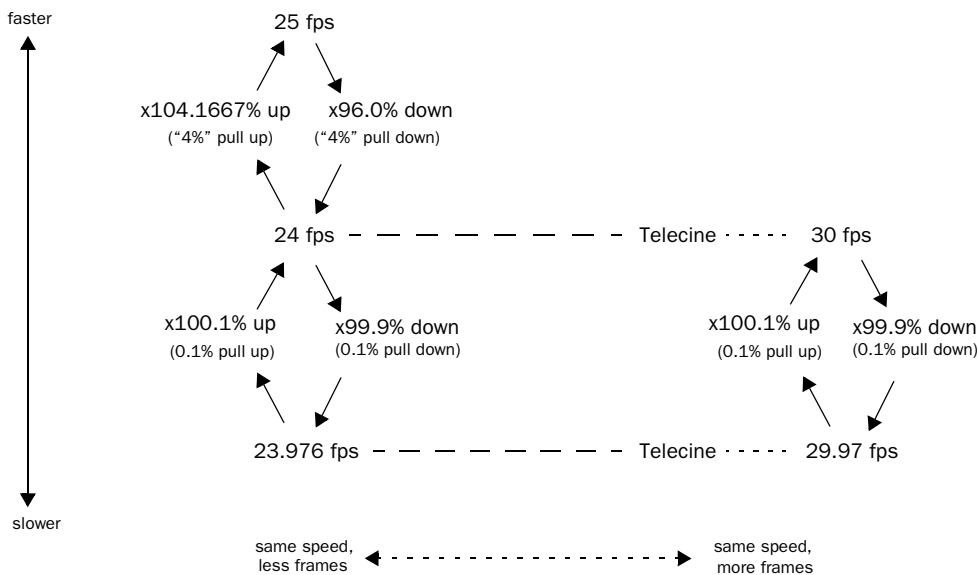 faster
25 fps
x104.1667% up
x96.0% down
(“4%” pull up)
(“4%” pull down)
24 fps
Telecine
30 fps
x100.1% up
x99.9% down
(0.1% pull up)
(0.1% pull down)
x100.1% up
x99.9% down
(0.1% pull up)
(0.1% pull down)
23.976 fps
Telecine
29.97 fps
slower
same speed,
less frames
same speed,
more frames